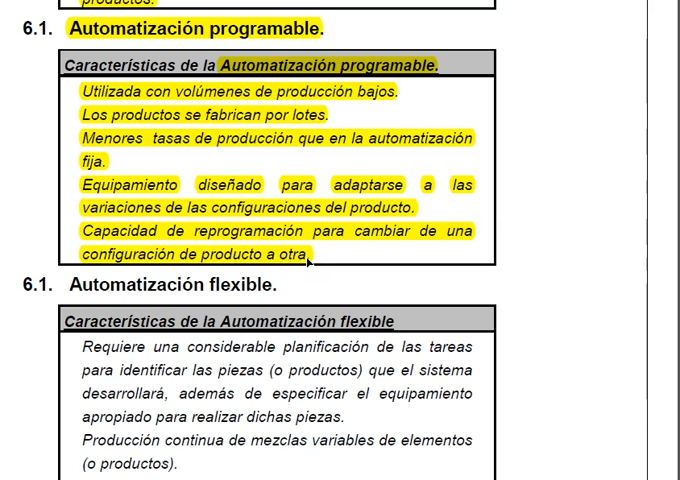 productos.
6.1. Automatización programable.
Características de la Automatización programable.
Utilizada con volúmenes de producción bajos.
Los productos se fabrican por lotes.
Menores tasas de producción que en la automatización
fija.
Equipamiento diseñado para adaptarse a las
variaciones de las configuraciones del producto.
Capacidad de reprogramación para cambiar de una
configuración de producto a otra.
6.1. Automatización flexible.
Características de la Automatización flexible
Requiere una considerable planificación de las tareas
para identificar las piezas (o productos) que el sistema
desarrollará, además de especificar el equipamiento
apropiado para realizar dichas piezas.
Producción continua de mezclas variables de elementos
(o productos).